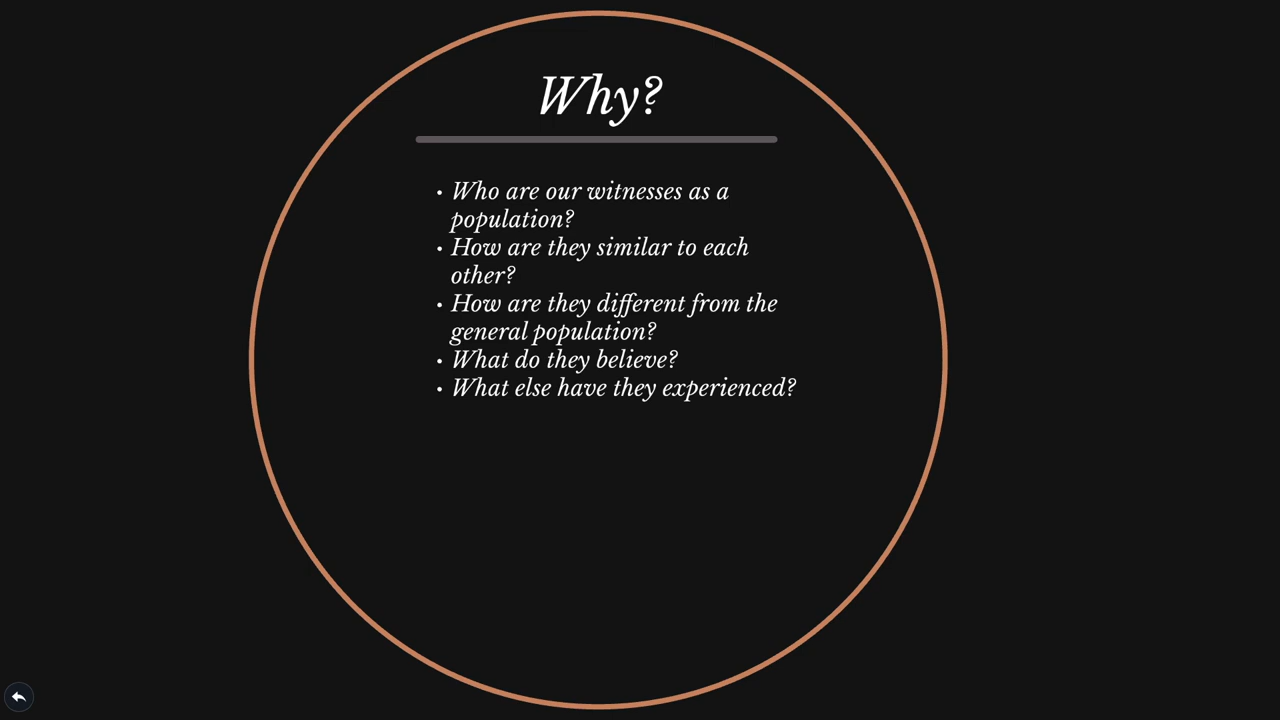 Why?
• Who are our witnesses as a
population?
• How are they similar to each
other?
• How are they different from the
general population?
• What do they believe?
• What else have they experienced?